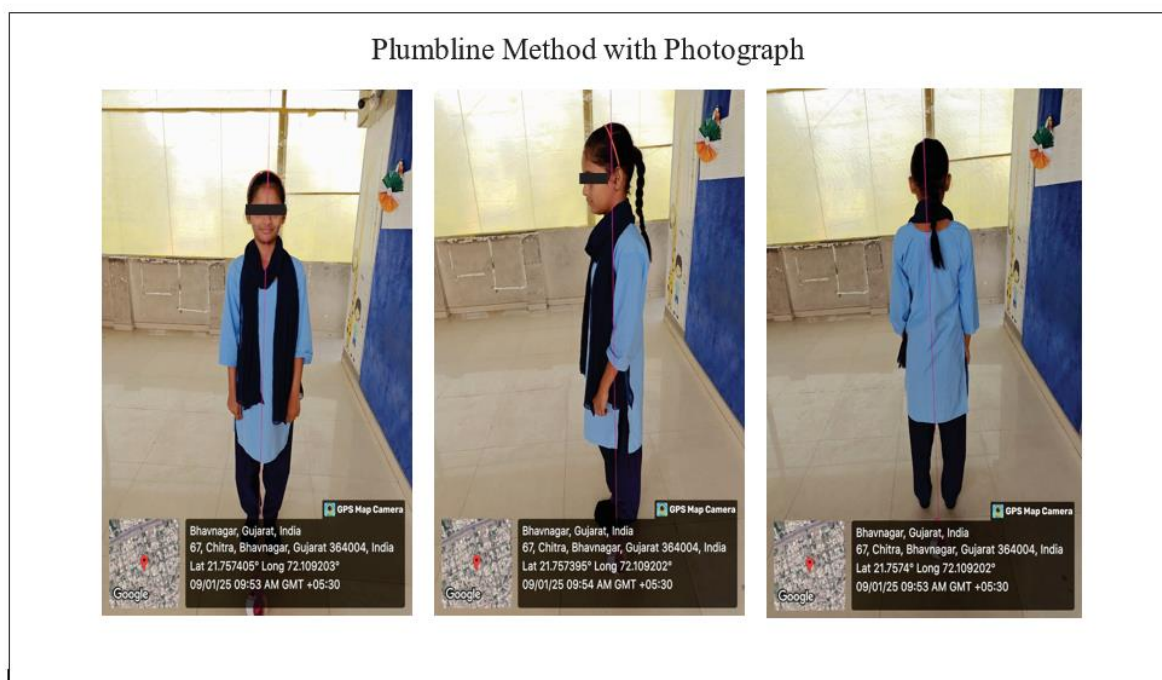 Plumbline Method with Photograph
GPS Map Camera
Bhavnagar, Gujarat, India
67, Chitra, Bhavnagar, Gujarat 364004, India
Lat 21.757405° Long 72.109203°
09/01/25 09:53 AM GMT +05:30
Google
GPS Map Camera
Bhavnagar, Gujarat, India
67, Chitra, Bhavnagar, Gujarat 364004, India
Lat 21.757395° Long 72.109202°
09/01/25 09:54 AM GMT +05:30
Google
GPS Map Camera
Bhavnagar, Gujarat, India
67, Chitra, Bhavnagar, Gujarat 364004, India
Lat 21.7574° Long 72.109202°
09/01/25 09:53 AM GMT +05:30
Google